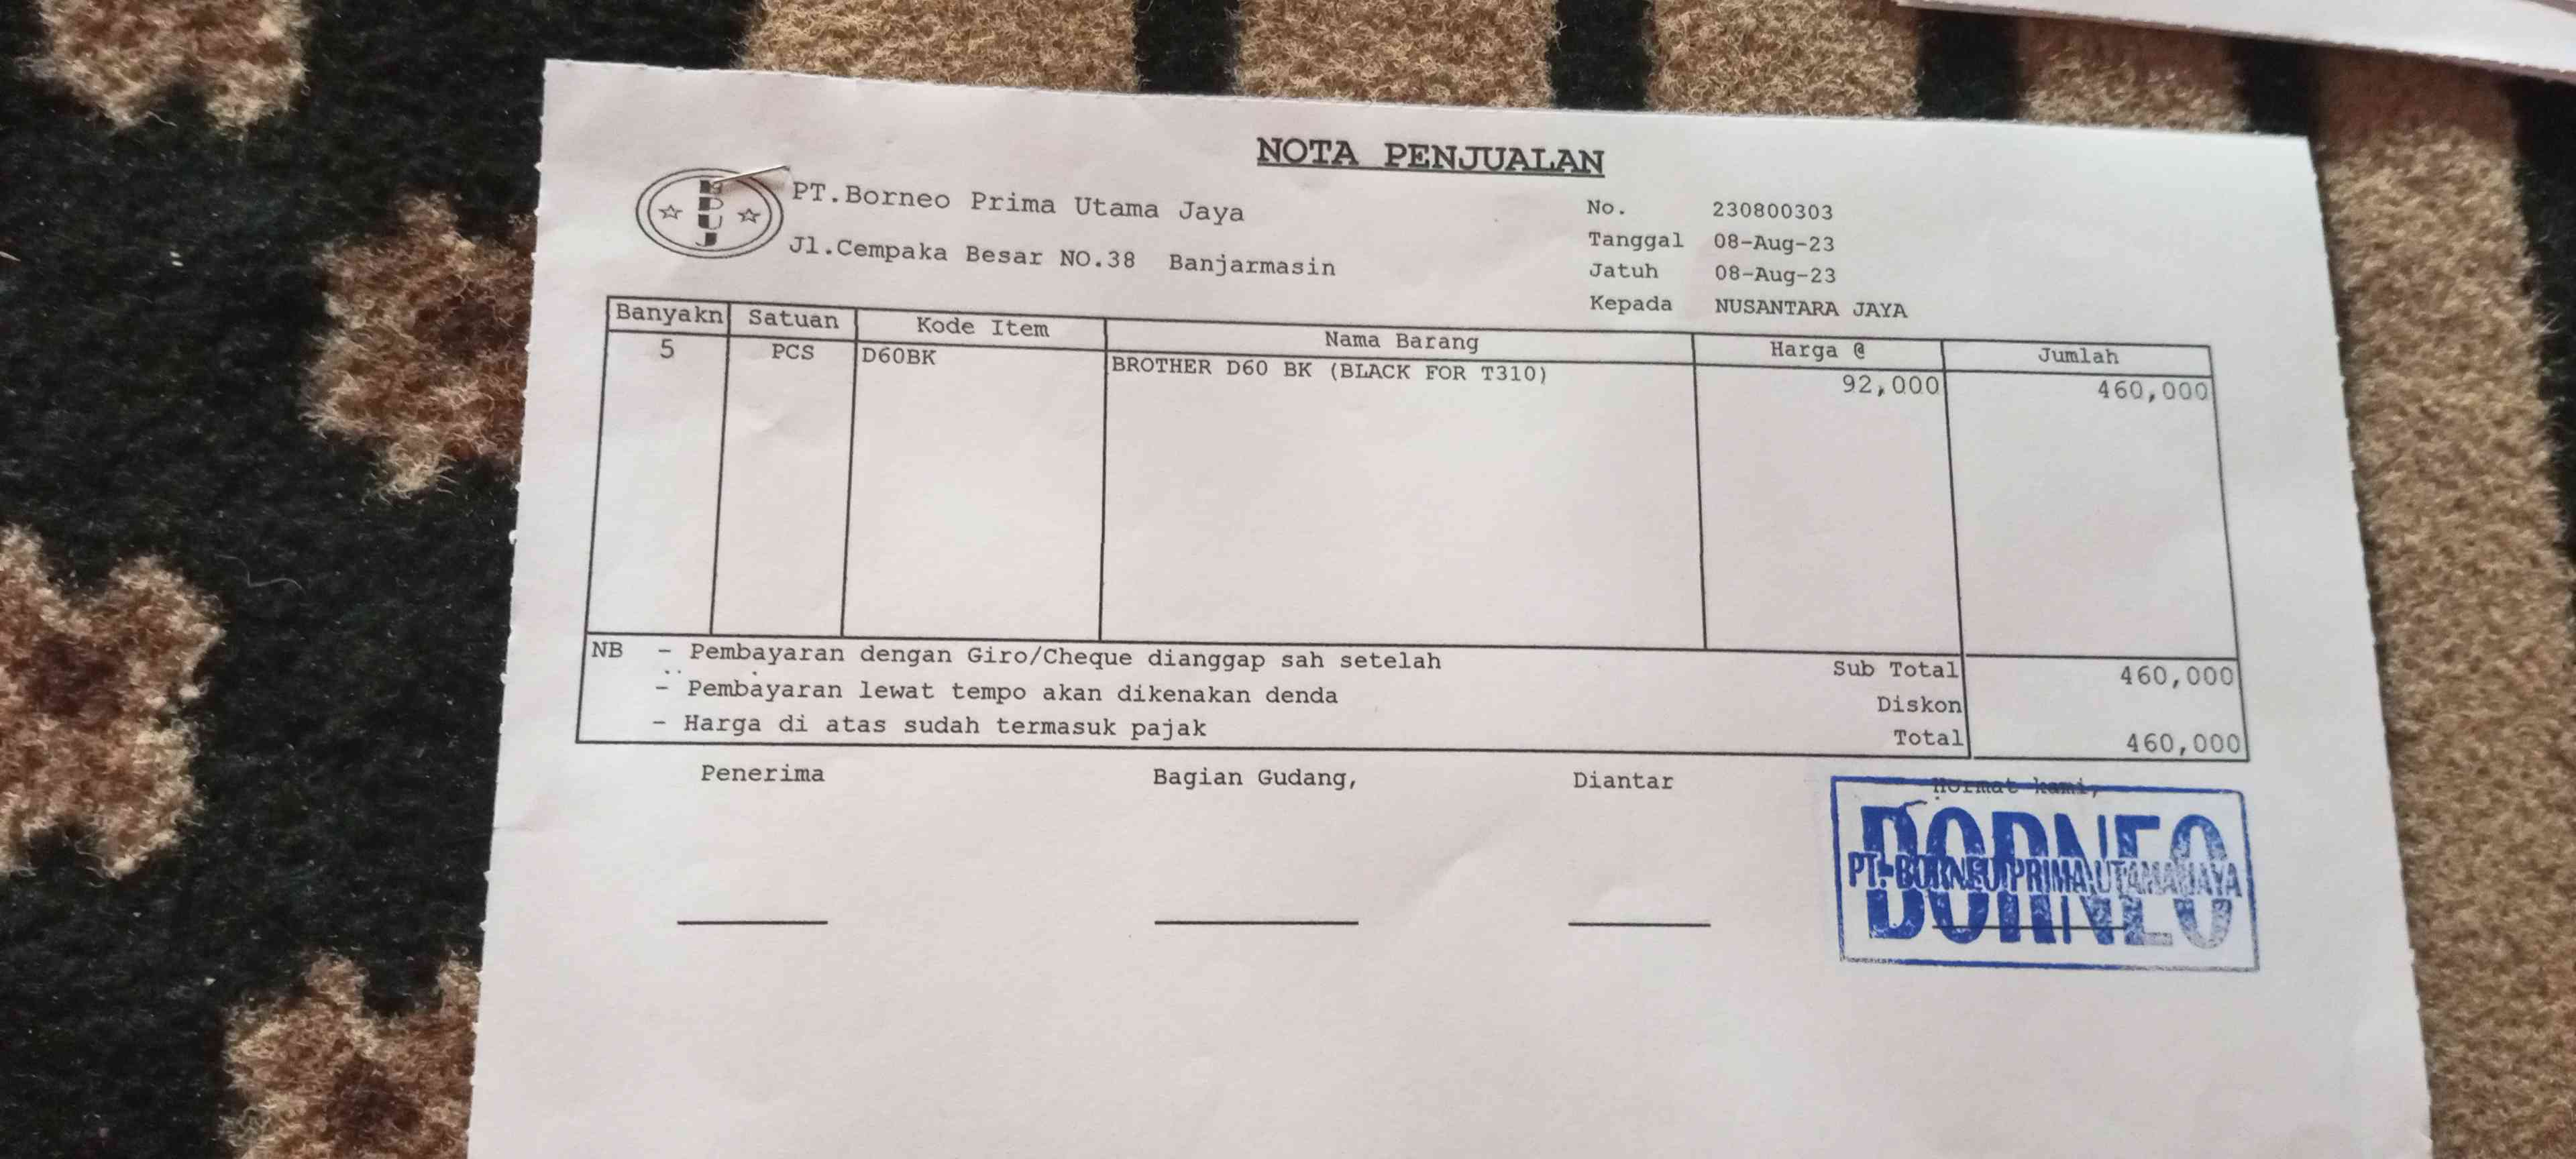 NOTA PENJUALAN
BPUJ
PT.Borneo Prima Utama Jaya
Jl.Cempaka Besar NO.38 Banjarmasin
No. 230800303
Tanggal 08-Aug-23
Jatuh 08-Aug-23
Kepada NUSANTARA JAYA
Banyakn Satuan Kode Item Nama Barang Harga @ Jumlah
5 PCS D60BK BROTHER D60 BK (BLACK FOR T310) 92,000 460,000
NB - Pembayaran dengan Giro/Cheque dianggap sah setelah
- Pembayaran lewat tempo akan dikenakan denda
- Harga di atas sudah termasuk pajak
Sub Total 460,000
Diskon
Total 460,000
Penerima Bagian Gudang, Diantar Hormat kami,
BORNEO
PT. BORNEO PRIMA UTAMA JAYA